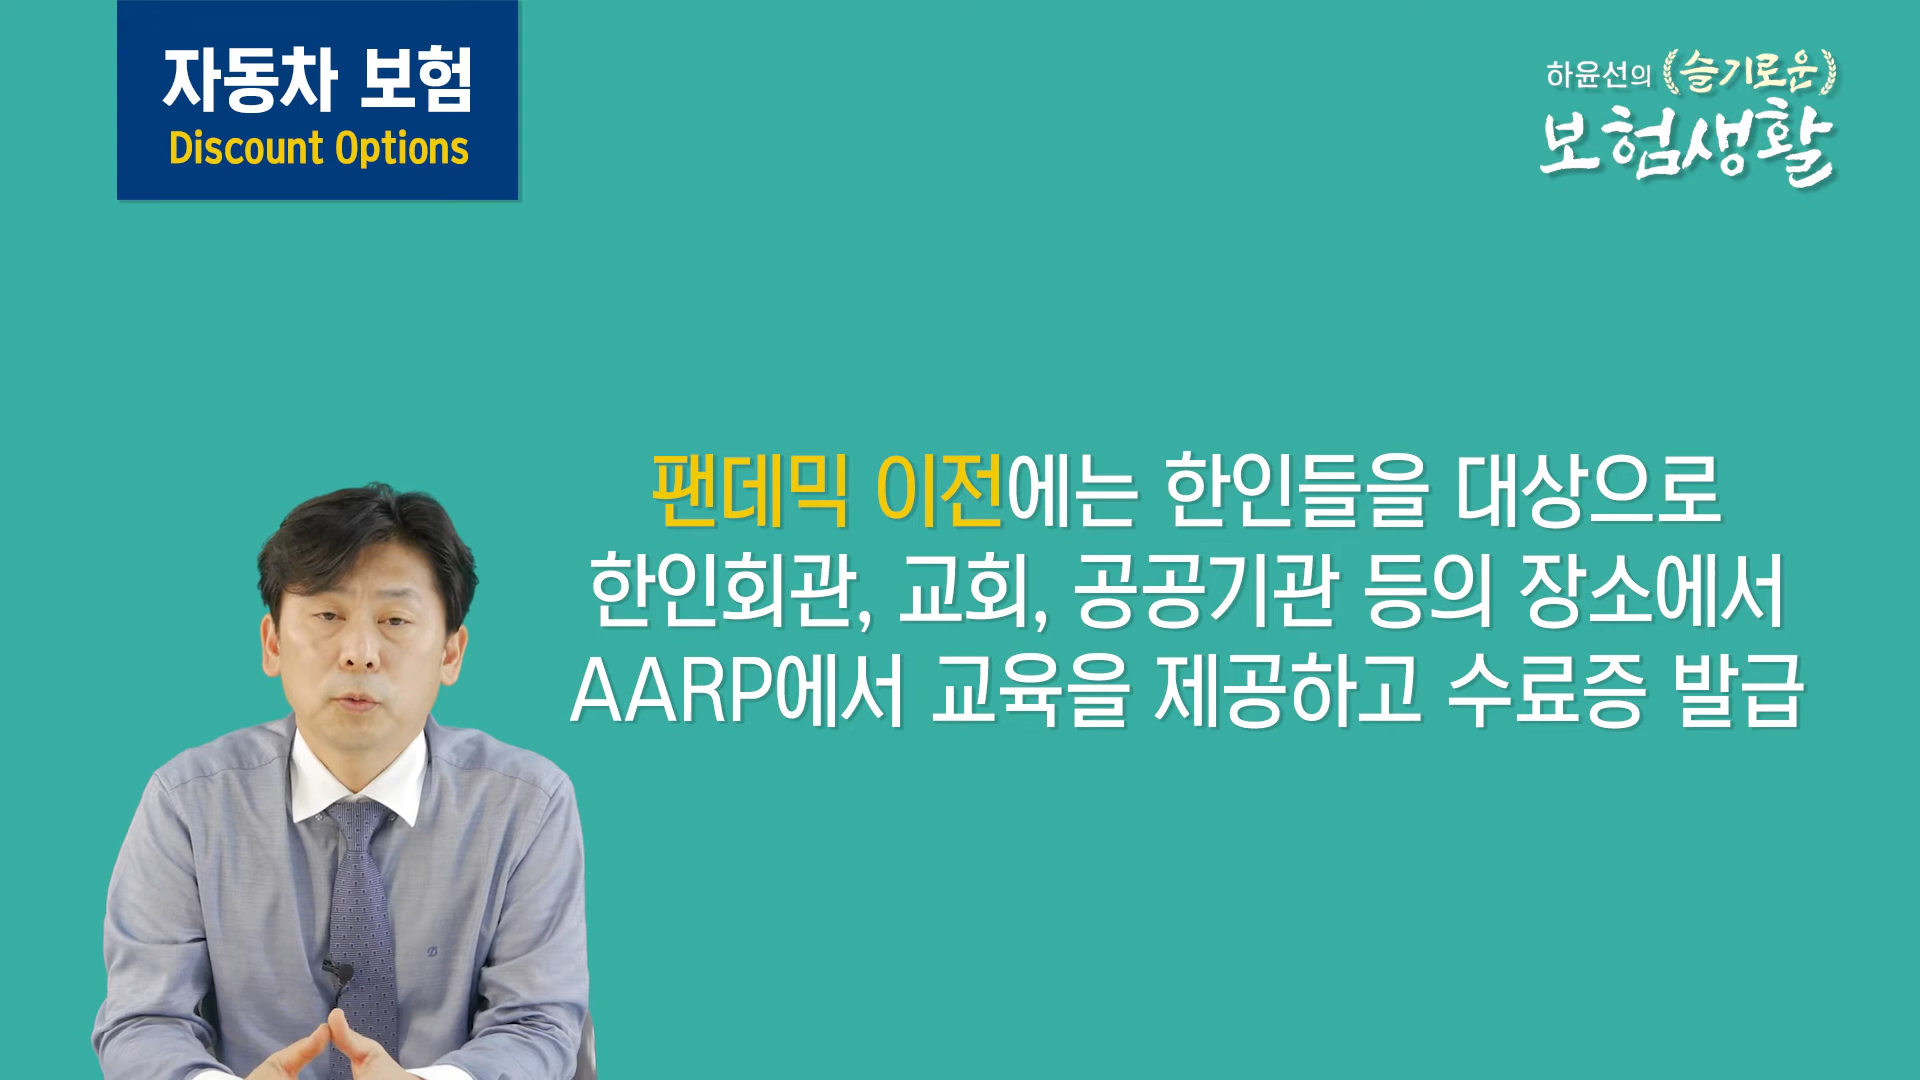 자동차 보험
Discount Options
하윤선의 (슬기로운)
보험생활
팬데믹 이전에는 한인들을 대상으로
한인회관, 교회, 공공기관 등의 장소에서
AARP에서 교육을 제공하고 수료증 발급